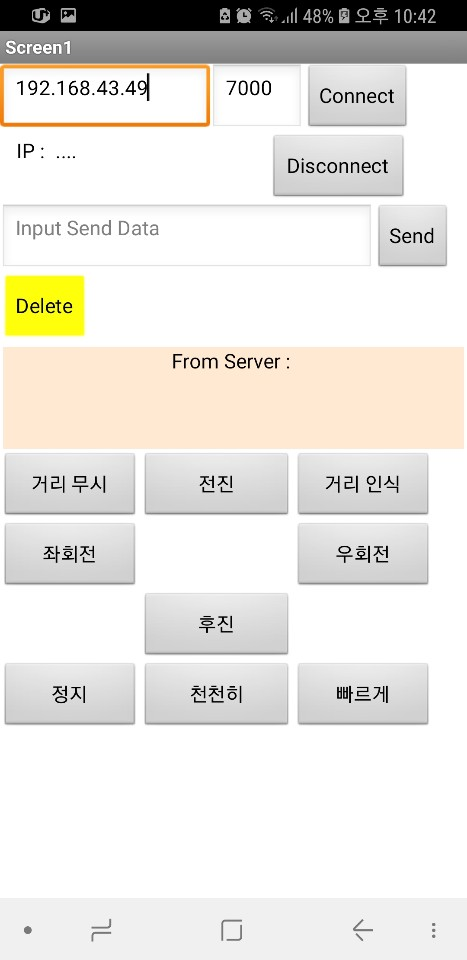 48% 오후 10:42
Screen1
192.168.43.49 7000 Connect
IP : .... Disconnect
Input Send Data Send
Delete
From Server :
거리 무시 전진 거리 인식
좌회전 우회전
후진
정지 천천히 빠르게